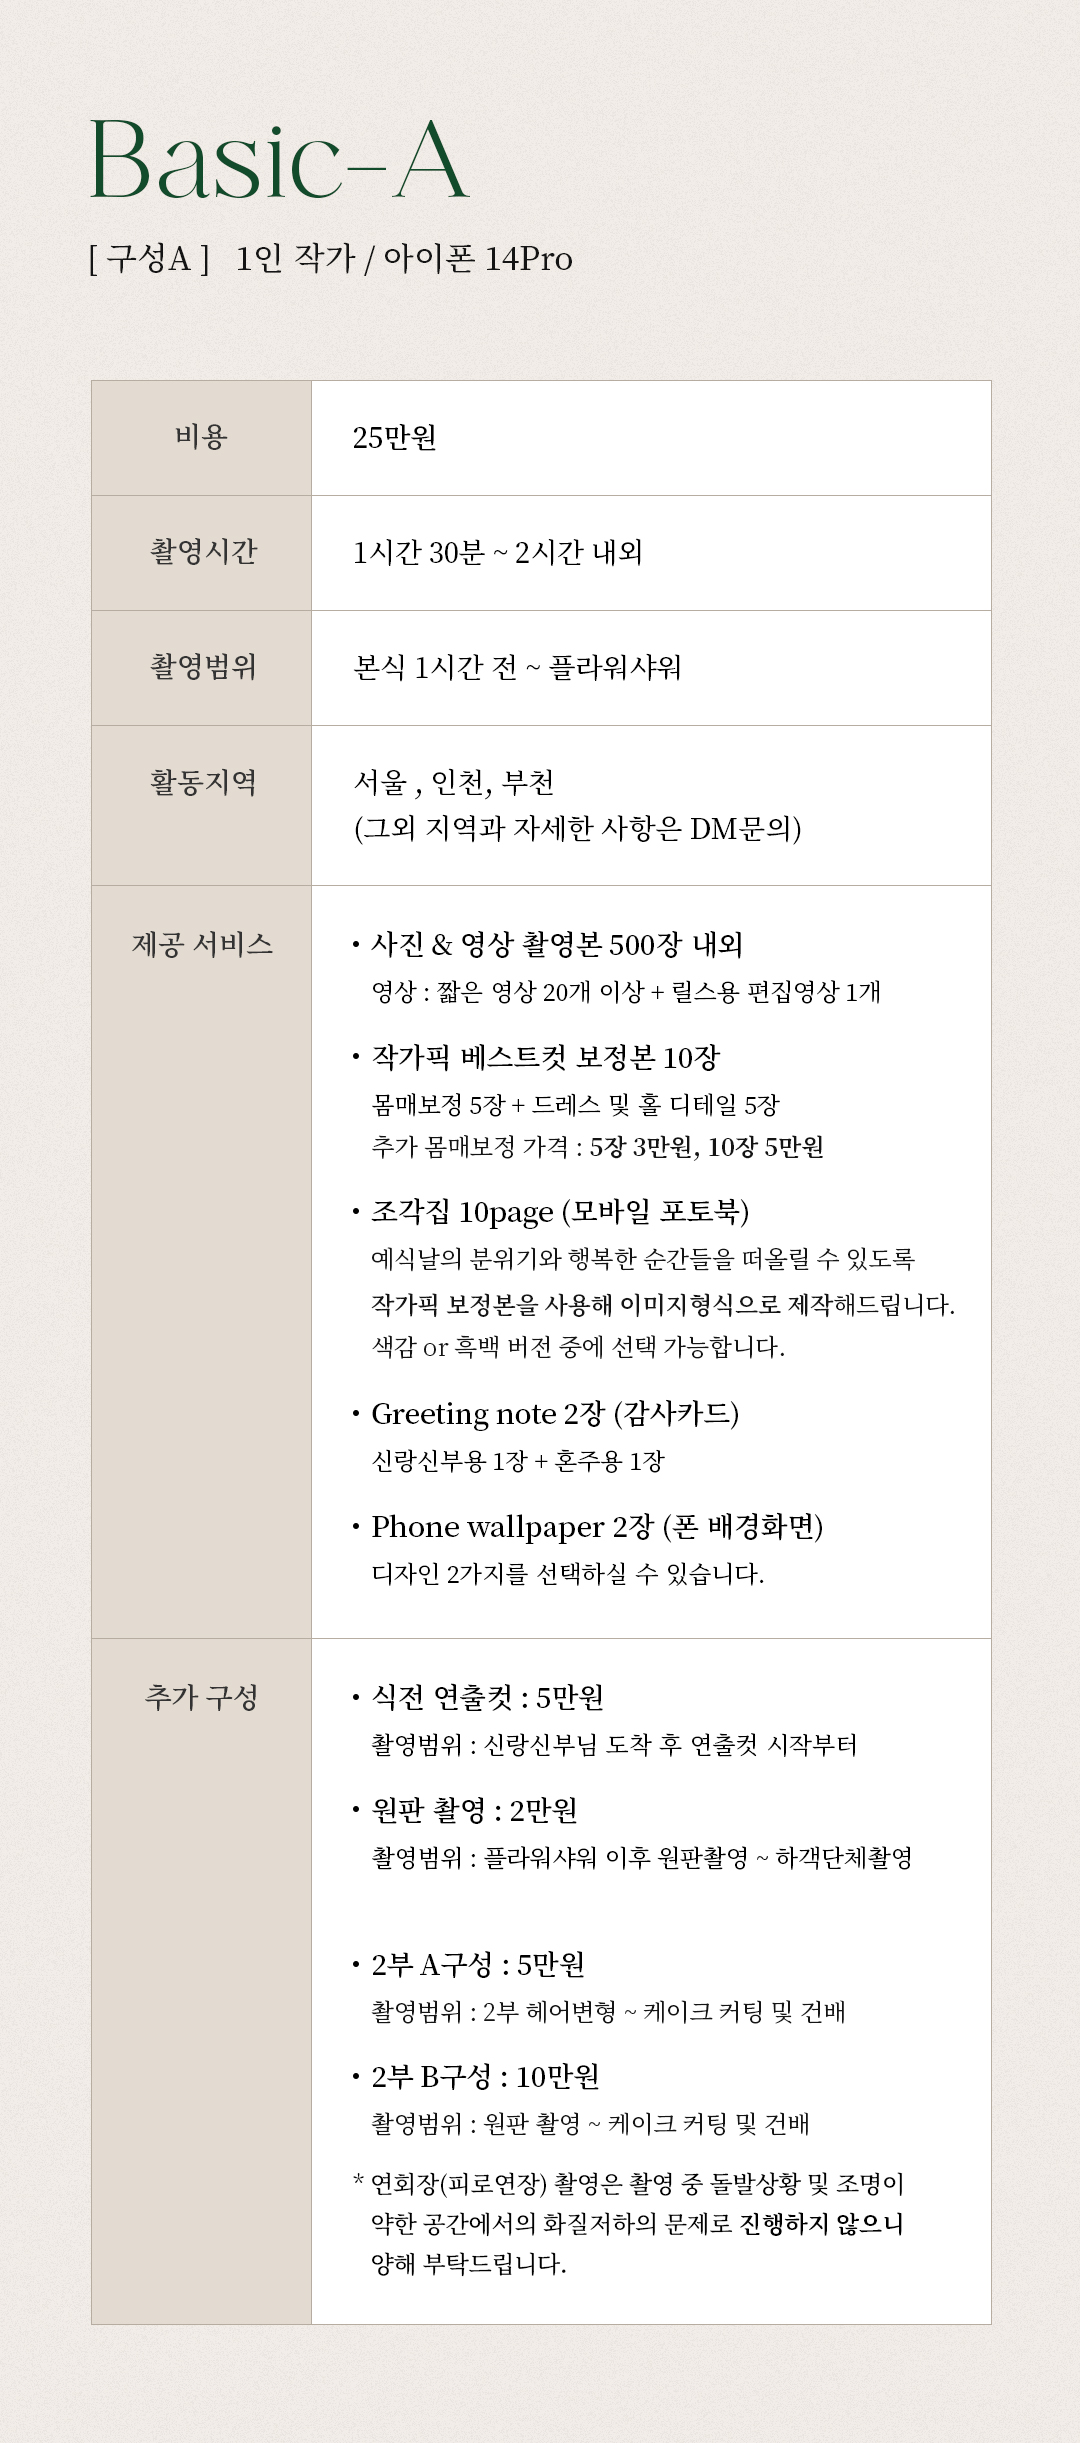 Basic-A
[ 구성A ] 1인 작가 / 아이폰 14Pro
비용
25만원
촬영시간
1시간 30분 ~ 2시간 내외
촬영범위
본식 1시간 전 ~ 플라워샤워
활동지역
서울 , 인천, 부천
(그외 지역과 자세한 사항은 DM문의)
제공 서비스
• 사진 & 영상 촬영본 500장 내외
영상 : 짧은 영상 20개 이상 + 릴스용 편집영상 1개
• 작가픽 베스트컷 보정본 10장
몸매보정 5장 + 드레스 및 홀 디테일 5장
추가 몸매보정 가격 : 5장 3만원, 10장 5만원
• 조각집 10page (모바일 포토북)
예식날의 분위기와 행복한 순간들을 떠올릴 수 있도록
작가픽 보정본을 사용해 이미지형식으로 제작해드립니다.
색감 or 흑백 버전 중에 선택 가능합니다.
• Greeting note 2장 (감사카드)
신랑신부용 1장 + 혼주용 1장
• Phone wallpaper 2장 (폰 배경화면)
디자인 2가지를 선택하실 수 있습니다.
추가 구성
• 식전 연출컷 : 5만원
촬영범위 : 신랑신부님 도착 후 연출컷 시작부터
• 원판 촬영 : 2만원
촬영범위 : 플라워샤워 이후 원판촬영 ~ 하객단체촬영
• 2부 A구성 : 5만원
촬영범위 : 2부 헤어변형 ~ 케이크 커팅 및 건배
• 2부 B구성 : 10만원
촬영범위 : 원판 촬영 ~ 케이크 커팅 및 건배
* 연회장(피로연장) 촬영은 촬영 중 돌발상황 및 조명이
약한 공간에서의 화질저하의 문제로 진행하지 않으니
양해 부탁드립니다.